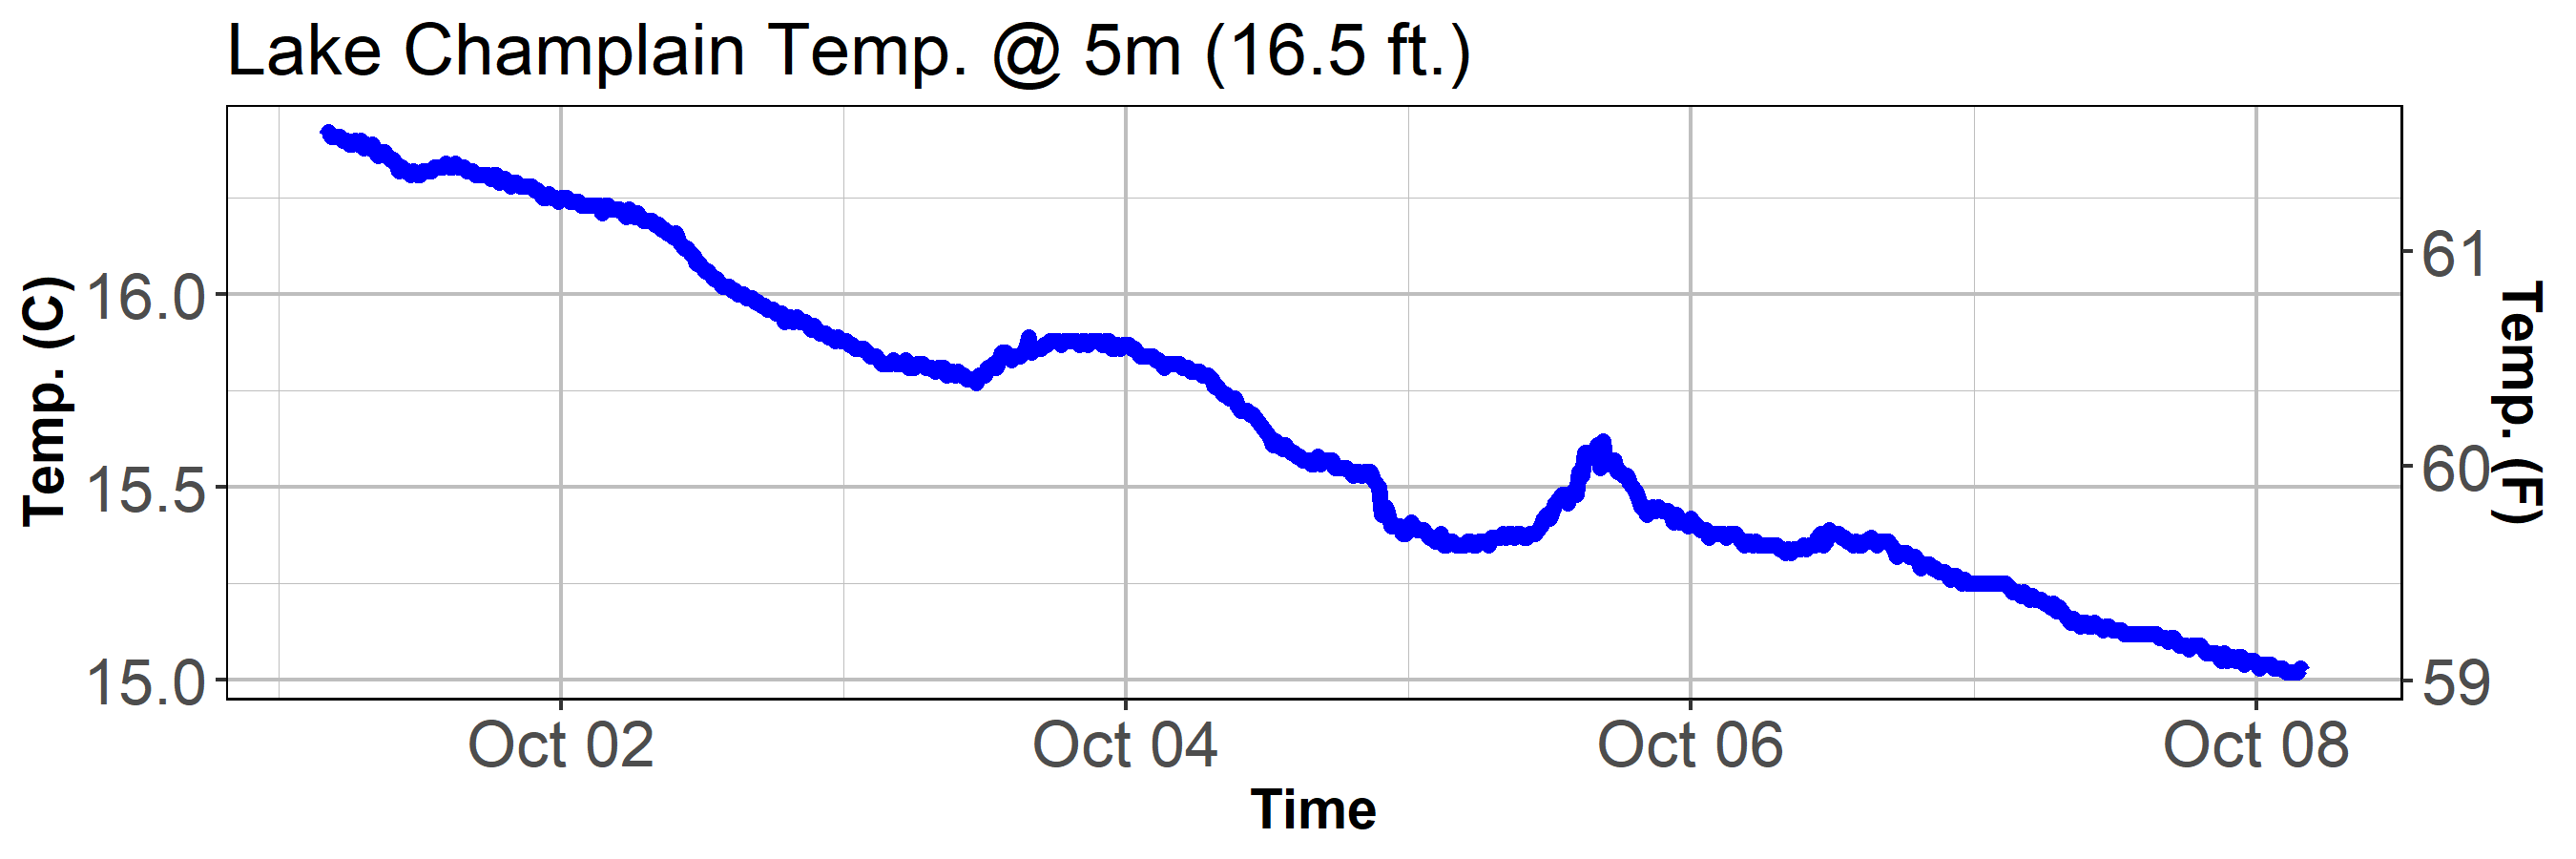 Lake Champlain Temp. @ 5m (16.5 ft.)
Temp. (C)
16.0
15.5
15.0
61
60
59
Temp. (F)
Oct 02 Oct 04 Oct 06 Oct 08
Time